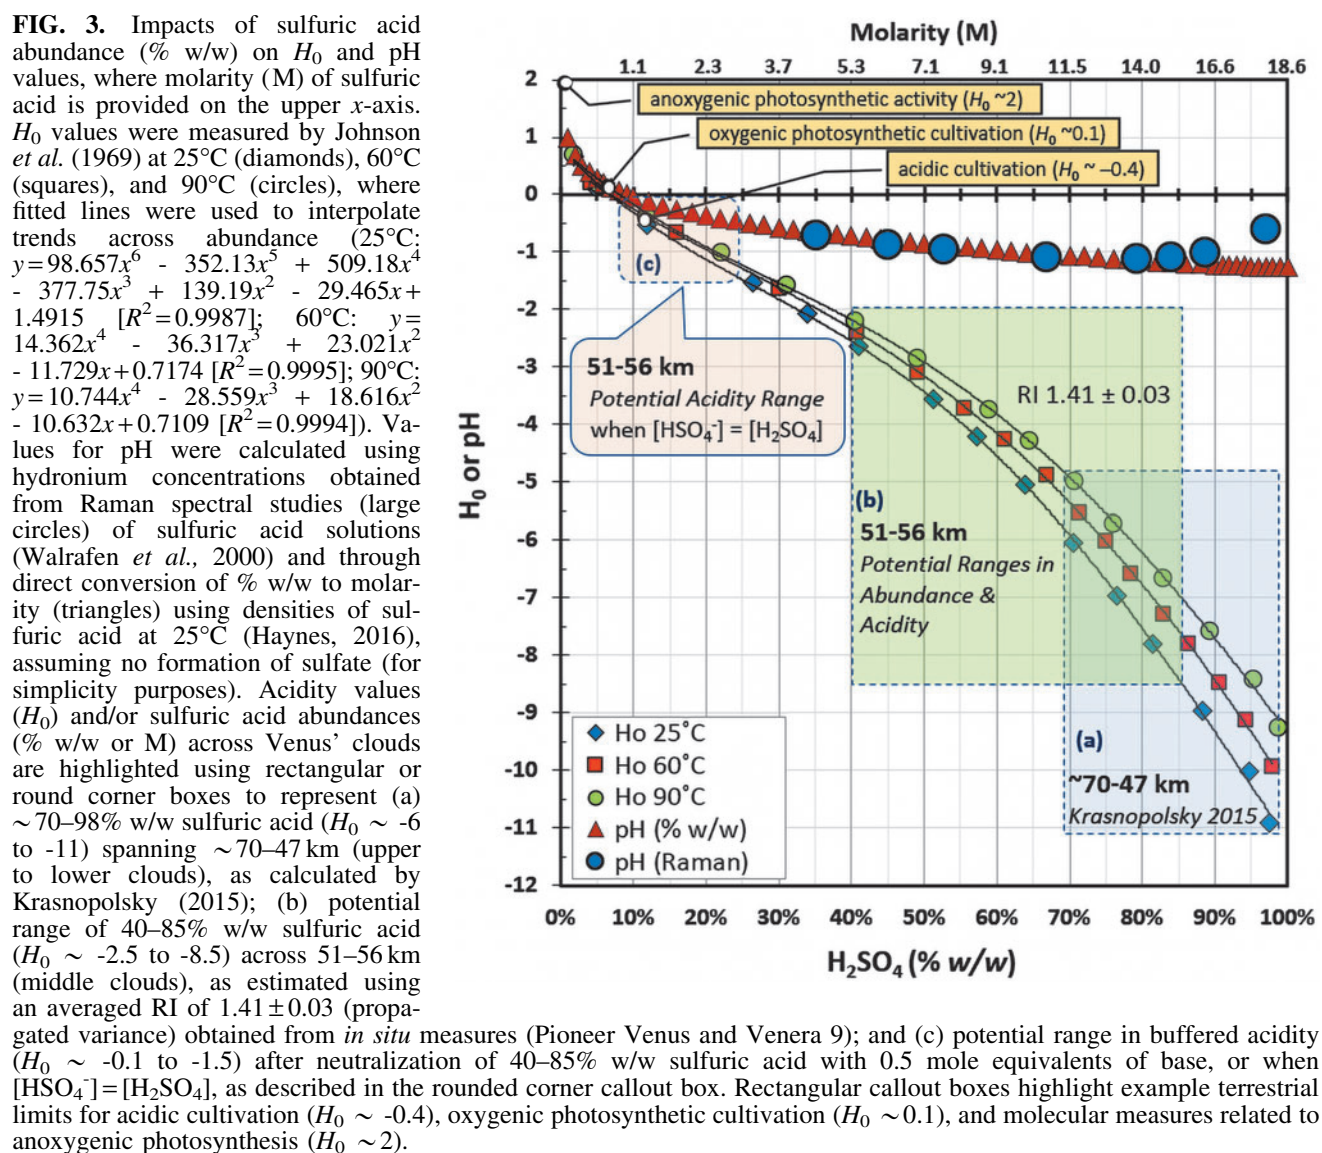 FIG. 3. Impacts of sulfuric acid
abundance (% w/w) on H₀ and pH
values, where molarity (M) of sulfuric
acid is provided on the upper x-axis.
H₀ values were measured by Johnson
et al. (1969) at 25°C (diamonds), 60°C
(squares), and 90°C (circles), where
fitted lines were used to interpolate
trends across abundance (25°C:
y = 98.657x⁶ - 352.13x⁵ + 509.18x⁴
- 377.75x³ + 139.19x² - 29.465x +
1.4915 [R² = 0.9987]; 60°C: y =
14.362x⁴ - 36.317x³ + 23.021x²
- 11.729x + 0.7174 [R² = 0.9995]; 90°C:
y = 10.744x⁴ - 28.559x³ + 18.616x²
- 10.632x + 0.7109 [R² = 0.9994]). Va-
lues for pH were calculated using
hydronium concentrations obtained
from Raman spectral studies (large
circles) of sulfuric acid solutions
(Walrafen et al., 2000) and through
direct conversion of % w/w to molar-
ity (triangles) using densities of sul-
furic acid at 25°C (Haynes, 2016),
assuming no formation of sulfate (for
simplicity purposes). Acidity values
(H₀) and/or sulfuric acid abundances
(% w/w or M) across Venus' clouds
are highlighted using rectangular or
round corner boxes to represent (a)
~70–98% w/w sulfuric acid (H₀ ~ -6
to -11) spanning ~70–47 km (upper
to lower clouds), as calculated by
Krasnopolsky (2015); (b) potential
range of 40–85% w/w sulfuric acid
(H₀ ~ -2.5 to -8.5) across 51–56 km
(middle clouds), as estimated using
an averaged RI of 1.41 ± 0.03 (propa-
gated variance) obtained from in situ measures (Pioneer Venus and Venera 9); and (c) potential range in buffered acidity
(H₀ ~ -0.1 to -1.5) after neutralization of 40–85% w/w sulfuric acid with 0.5 mole equivalents of base, or when
[HSO₄⁻] = [H₂SO₄], as described in the rounded corner callout box. Rectangular callout boxes highlight example terrestrial
limits for acidic cultivation (H₀ ~ -0.4), oxygenic photosynthetic cultivation (H₀ ~0.1), and molecular measures related to
anoxygenic photosynthesis (H₀ ~2).
Molarity (M)
1.1 2.3 3.7 5.3 7.1 9.1 11.5 14.0 16.6 18.6
anoxygenic photosynthetic activity (H₀ ~2)
oxygenic photosynthetic cultivation (H₀ ~0.1)
acidic cultivation (H₀ ~ –0.4)
2
1
0
-1
-2
-3
-4
-5
-6
-7
-8
-9
-10
-11
-12
H₀ or pH
(c)
51-56 km
Potential Acidity Range
when [HSO₄⁻] = [H₂SO₄]
RI 1.41 ± 0.03
(b)
51-56 km
Potential Ranges in
Abundance &
Acidity
(a)
~70-47 km
Krasnopolsky 2015
Ho 25˚C
Ho 60˚C
Ho 90˚C
pH (% w/w)
pH (Raman)
0% 10% 20% 30% 40% 50% 60% 70% 80% 90% 100%
H₂SO₄ (% w/w)